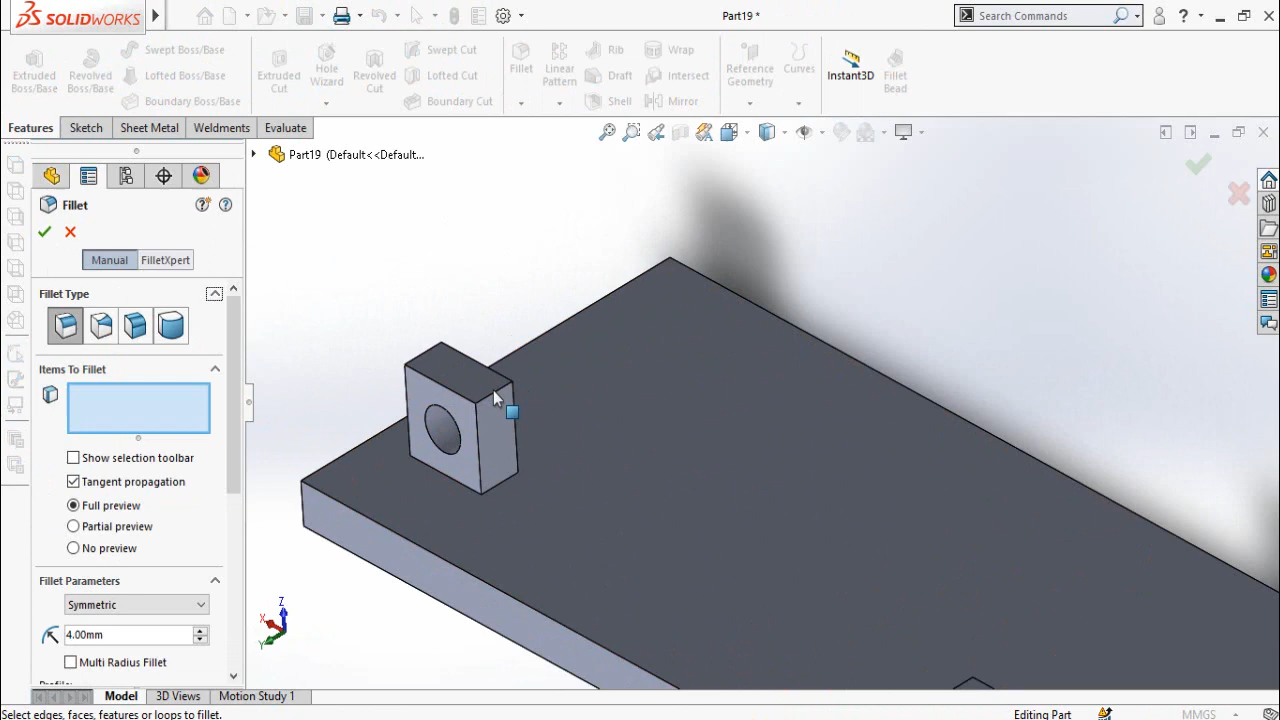 SOLIDWORKS
Part19 *
Search Commands
Extruded Boss/Base
Revolved Boss/Base
Swept Boss/Base
Lofted Boss/Base
Boundary Boss/Base
Extruded Cut
Hole Wizard
Revolved Cut
Swept Cut
Lofted Cut
Boundary Cut
Fillet
Linear Pattern
Rib
Draft
Shell
Wrap
Intersect
Mirror
Reference Geometry
Curves
Instant3D
Fillet Bead
Features
Sketch
Sheet Metal
Weldments
Evaluate
Part19 (Default<<Default...
Fillet
Manual
FilletXpert
Fillet Type
Items To Fillet
Show selection toolbar
Tangent propagation
Full preview
Partial preview
No preview
Fillet Parameters
Symmetric
4.00mm
Multi Radius Fillet
Profile:
Z
X
Y
Model
3D Views
Motion Study 1
Select edges, faces, features or loops to fillet.
Editing Part
MMGS